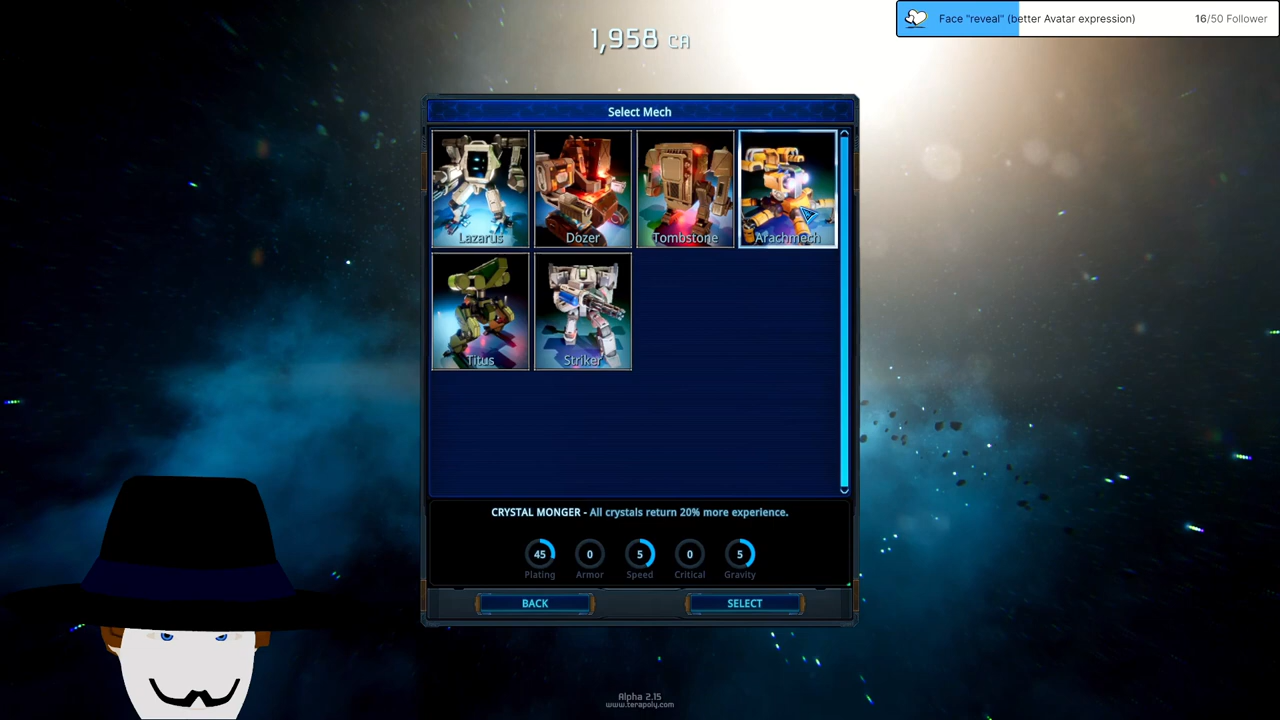 Face "reveal" (better Avatar expression) 16/50 Follower
1,958 CA
Select Mech
Lazarus Dozer Tombstone Arachmech
Titus Striker
CRYSTAL MONGER - All crystals return 20% more experience.
45 0 5 0 5
Plating Armor Speed Critical Gravity
BACK SELECT
Alpha 2.15
www.terapoly.com